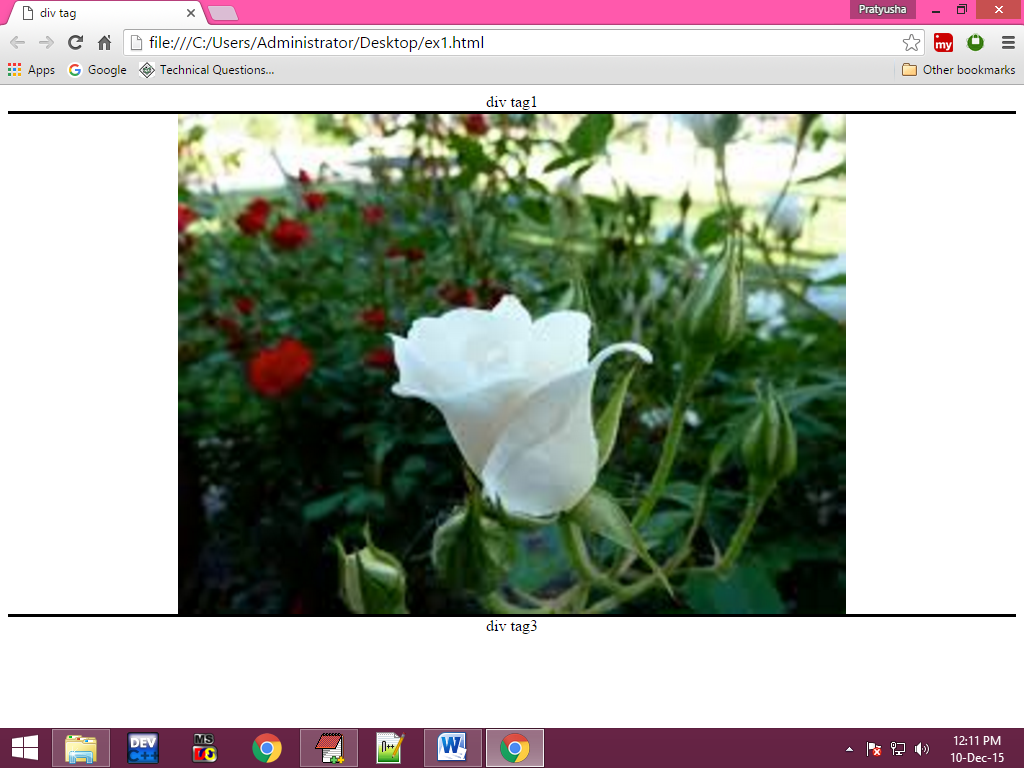 div tag
Pratyusha
file:///C:/Users/Administrator/Desktop/ex1.html
my
Apps
Google
Technical Questions...
Other bookmarks
div tag1
div tag3
DEV
C++
MS
12:11 PM
10-Dec-15